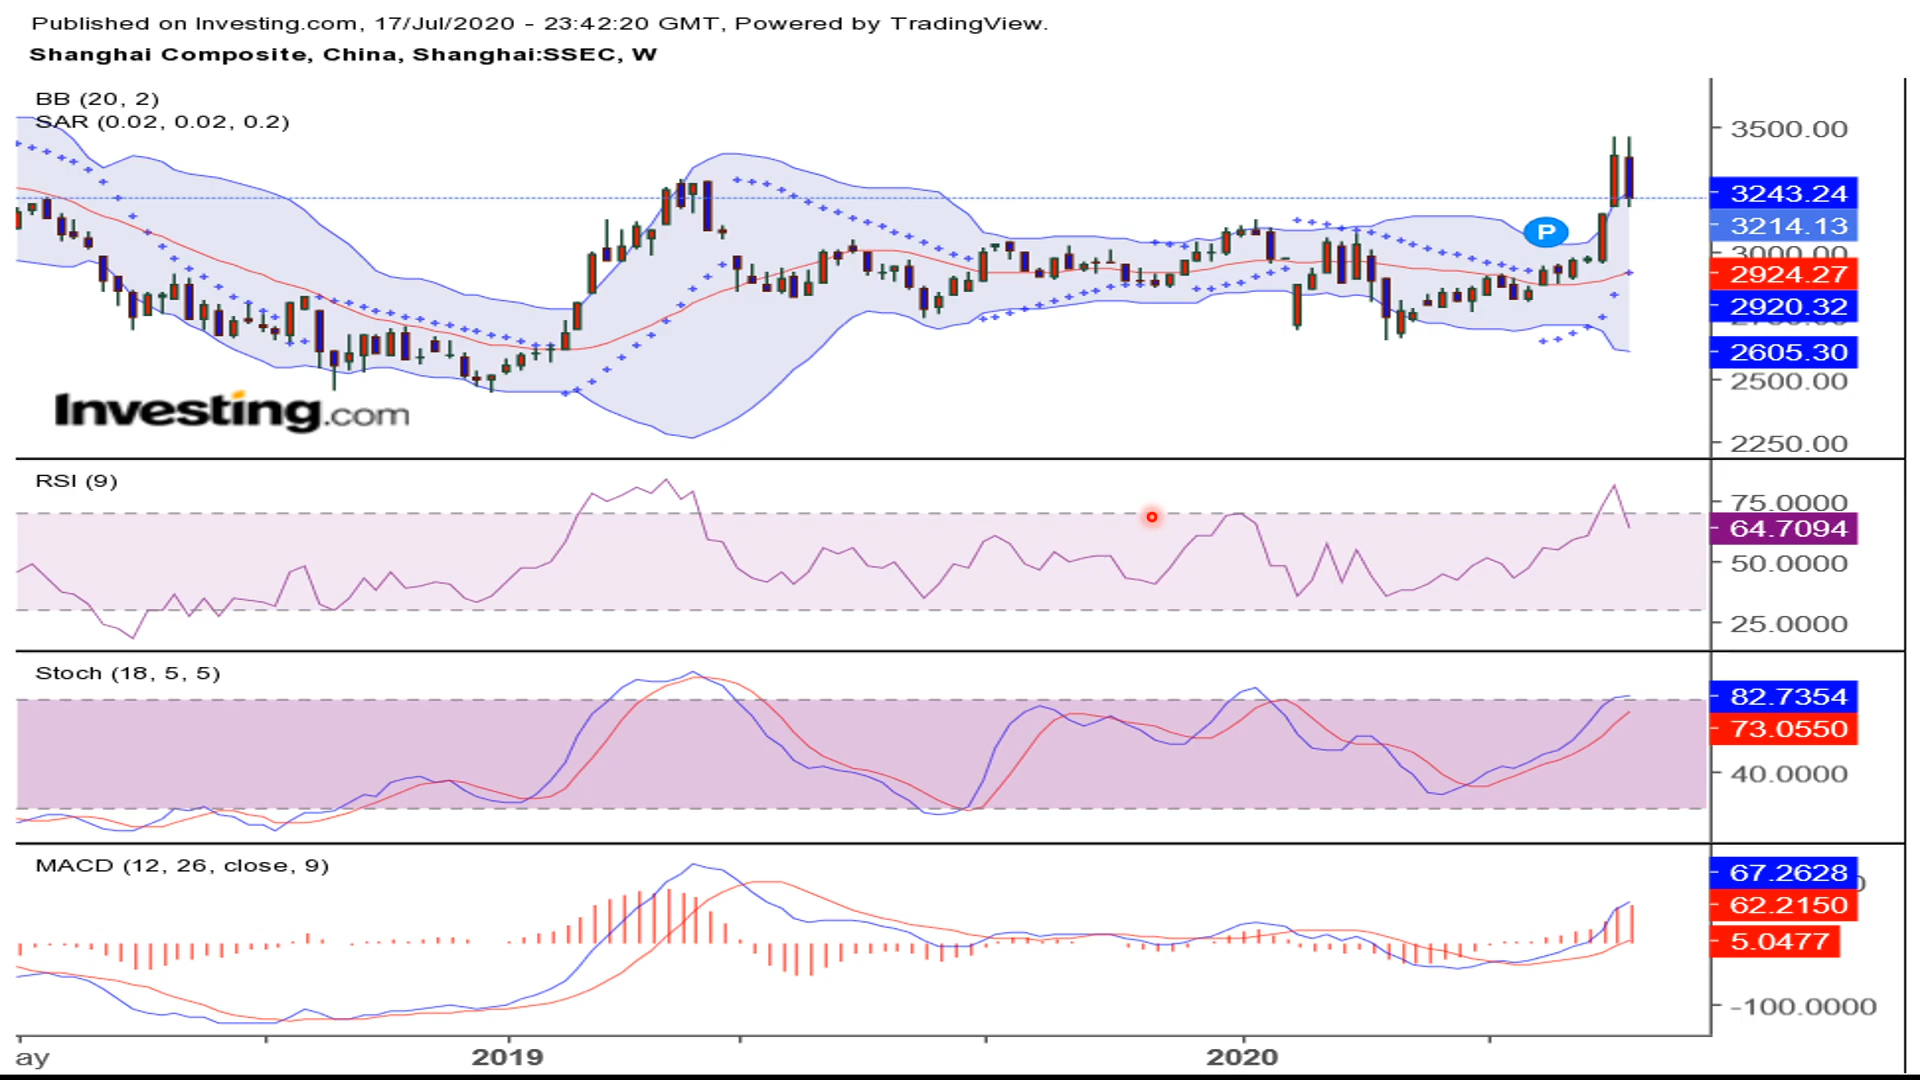 Published on Investing.com, 17/Jul/2020 - 23:42:20 GMT, Powered by TradingView.
Shanghai Composite, China, Shanghai:SSEC, W
BB (20, 2)
SAR (0.02, 0.02, 0.2)
3500.00
3243.24
3214.13
P
3000.00
2924.27
2920.32
2605.30
2500.00
Investing.com
2250.00
RSI (9)
75.0000
64.7094
50.0000
25.0000
Stoch (18, 5, 5)
82.7354
73.0550
40.0000
MACD (12, 26, close, 9)
67.2628
62.2150
5.0477
-100.0000
ay 2019 2020